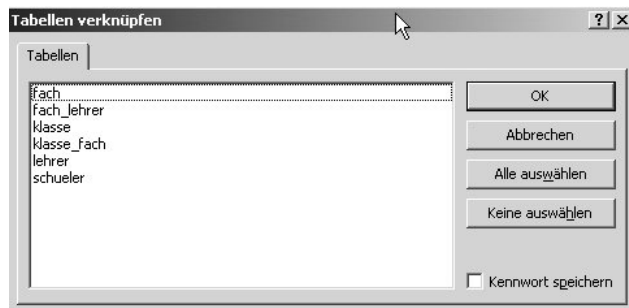 Tabellen verknüpfen
Tabellen
fach
fach_lehrer
klasse
klasse_fach
lehrer
schueler
OK
Abbrechen
Alle auswählen
Keine auswählen
Kennwort speichern